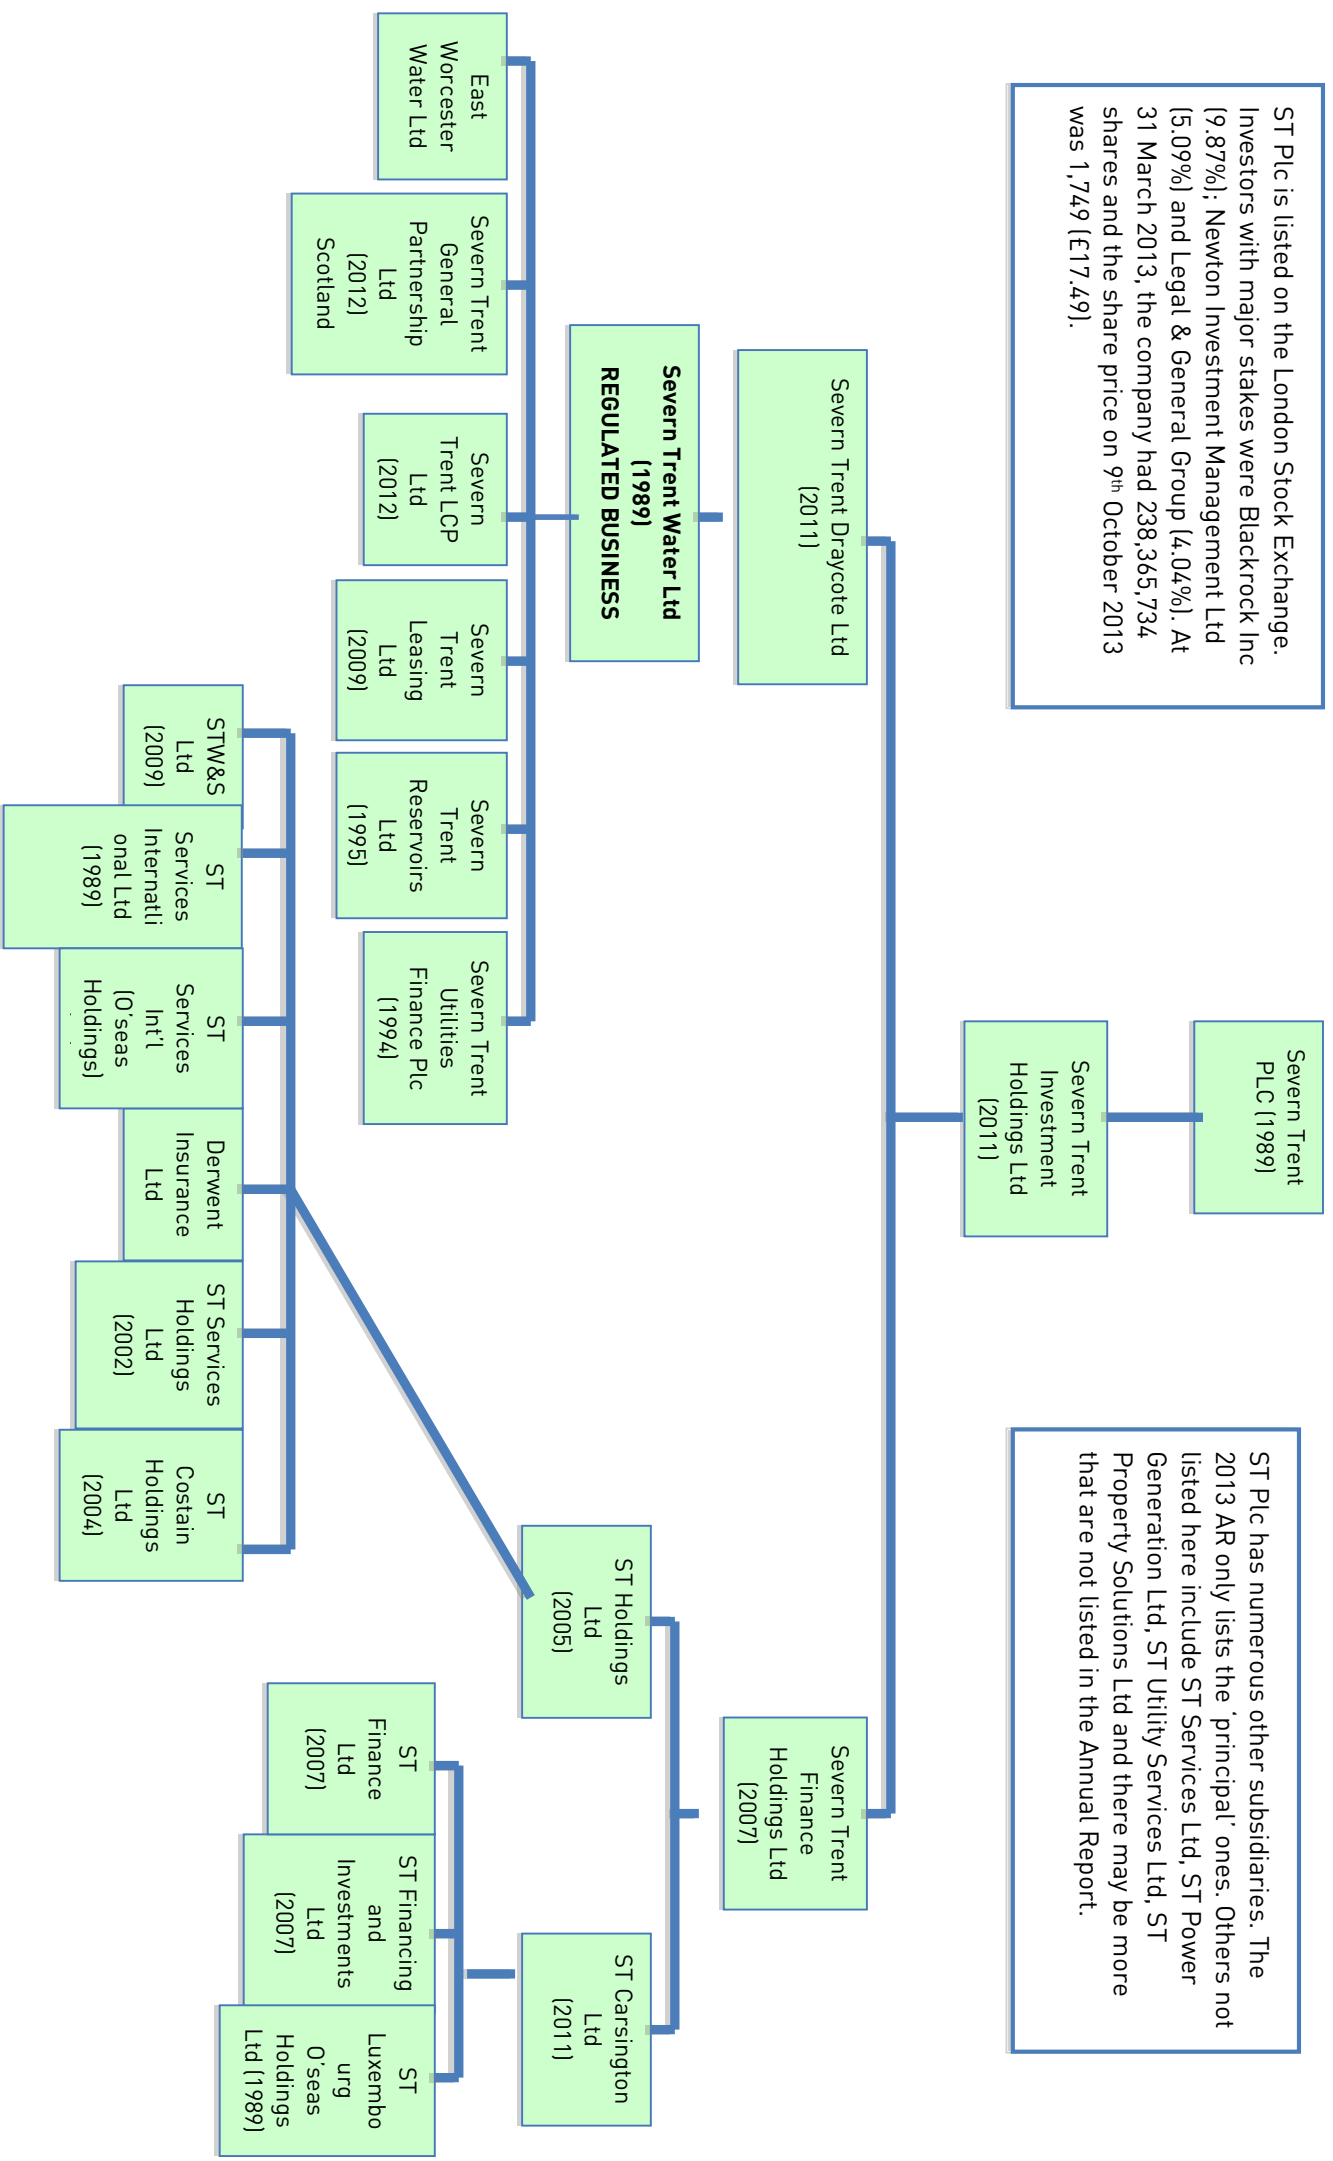 ST Plc is listed on the London Stock Exchange.
Investors with major stakes were Blackrock Inc
(9.87%); Newton Investment Management Ltd
(5.09%) and Legal & General Group (4.04%). At
31 March 2013, the company had 238,365,734
shares and the share price on 9th October 2013
was 1,749 (£17.49).
Severn Trent
PLC (1989)
ST Plc has numerous other subsidiaries. The
2013 AR only lists the ‘principal’ ones. Others not
listed here include ST Services Ltd, ST Power
Generation Ltd, ST Utility Services Ltd, ST
Property Solutions Ltd and there may be more
that are not listed in the Annual Report.
Severn Trent
Investment
Holdings Ltd
(2011)
Severn Trent Draycote Ltd
(2011)
Severn Trent
Finance
Holdings Ltd
(2007)
Severn Trent Water Ltd
(1989)
REGULATED BUSINESS
ST Holdings
Ltd
(2005)
ST Carsington
Ltd
(2011)
East
Worcester
Water Ltd
Severn Trent
General
Partnership
Ltd
(2012)
Scotland
Severn
Trent LCP
Ltd
(2012)
Severn
Trent
Leasing
Ltd
(2009)
Severn
Trent
Reservoirs
Ltd
(1995)
Severn Trent
Utilities
Finance Plc
(1994)
ST
Finance
Ltd
(2007)
ST Financing
and
Investments
Ltd
(2007)
ST
Luxembo
urg
O’seas
Holdings
Ltd (1989)
STW&S
Ltd
(2009)
ST
Services
Internatli
onal Ltd
(1989)
ST
Services
Int’l
(O’seas
Holdings)
Derwent
Insurance
Ltd
ST Services
Holdings
Ltd
(2002)
ST
Costain
Holdings
Ltd
(2004)